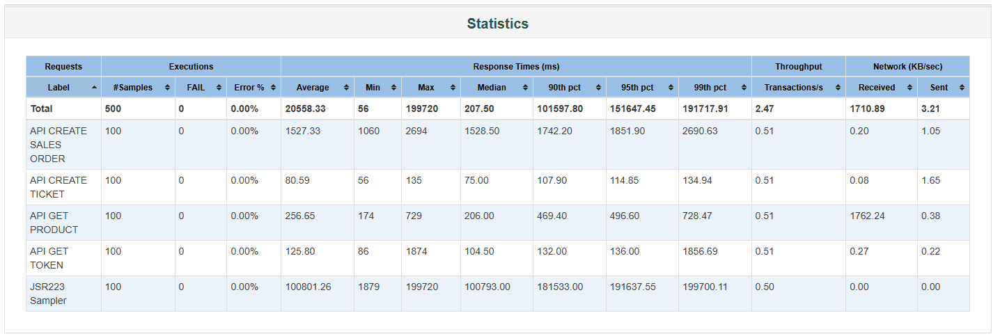 Statistics
Requests Executions Response Times (ms) Throughput Network (KB/sec)
Label #Samples FAIL Error % Average Min Max Median 90th pct 95th pct 99th pct Transactions/s Received Sent
Total 500 0 0.00% 20558.33 56 199720 207.50 101597.80 151647.45 191717.91 2.47 1710.89 3.21
API CREATE 100 0 0.00% 1527.33 1060 2694 1528.50 1742.20 1851.90 2690.63 0.51 0.20 1.05
SALES
ORDER
API CREATE 100 0 0.00% 80.59 56 135 75.00 107.90 114.85 134.94 0.51 0.08 1.65
TICKET
API GET 100 0 0.00% 256.65 174 729 206.00 469.40 496.60 728.47 0.51 1762.24 0.38
PRODUCT
API GET 100 0 0.00% 125.80 86 1874 104.50 132.00 136.00 1856.69 0.51 0.27 0.22
TOKEN
JSR223 100 0 0.00% 100801.26 1879 199720 100793.00 181533.00 191637.55 199700.11 0.50 0.00 0.00
Sampler